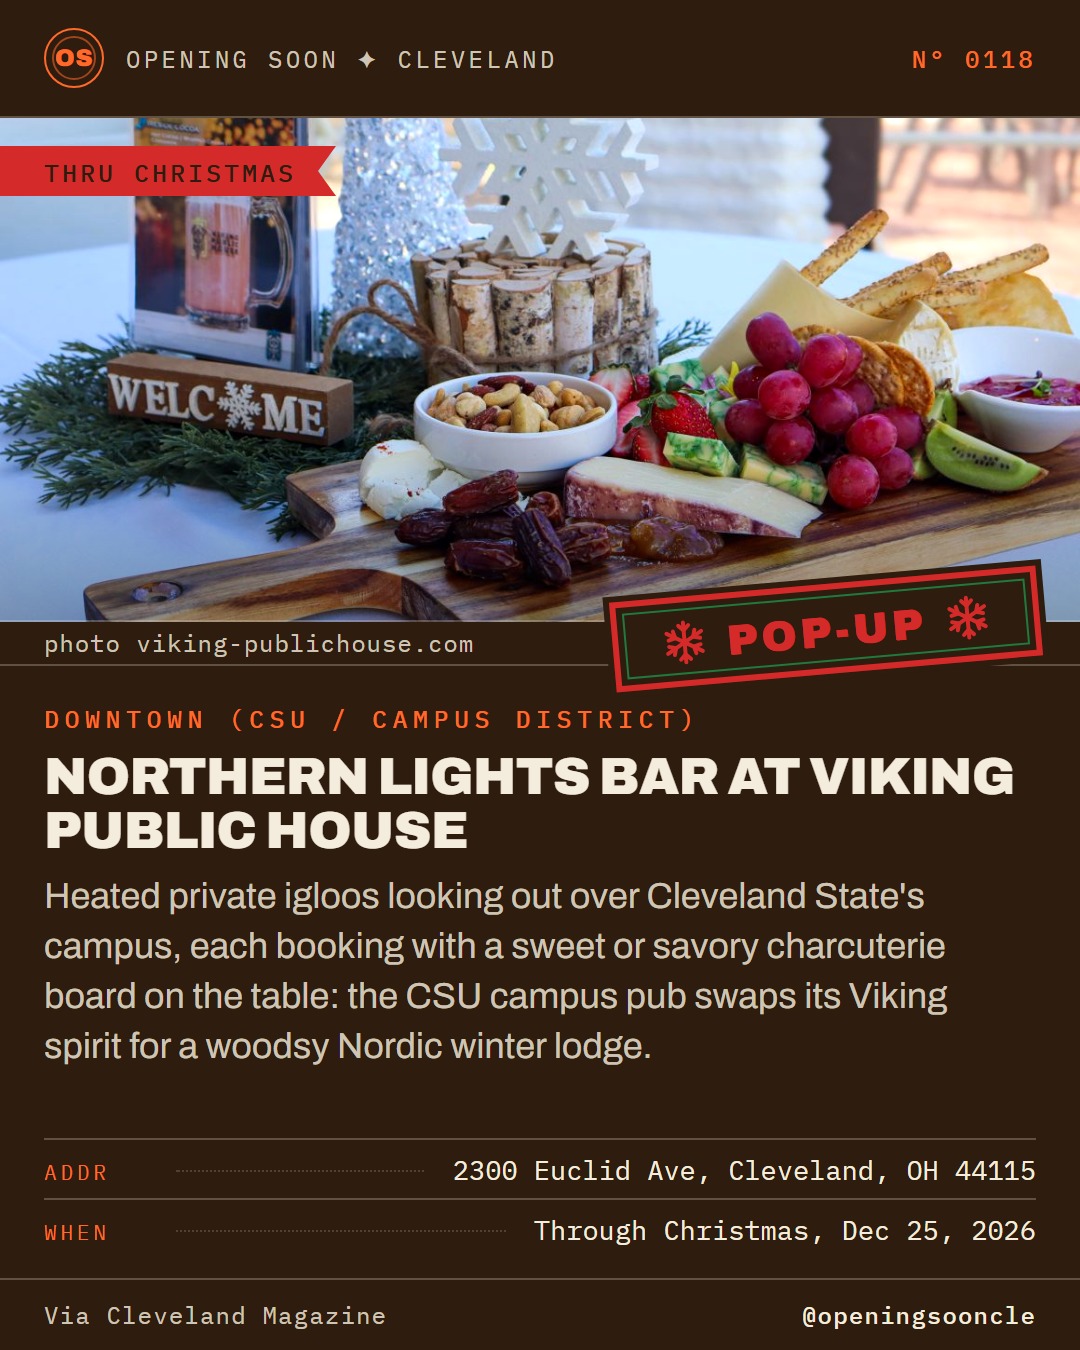 OS OPENING SOON ✦ CLEVELAND
N° 0118
THRU CHRISTMAS
WELC❄ME
photo viking-publichouse.com
❄ POP-UP ❄
DOWNTOWN (CSU / CAMPUS DISTRICT)
NORTHERN LIGHTS BAR AT VIKING
PUBLIC HOUSE
Heated private igloos looking out over Cleveland State's
campus, each booking with a sweet or savory charcuterie
board on the table: the CSU campus pub swaps its Viking
spirit for a woodsy Nordic winter lodge.
ADDR 2300 Euclid Ave, Cleveland, OH 44115
WHEN Through Christmas, Dec 25, 2026
Via Cleveland Magazine
@openingsooncle